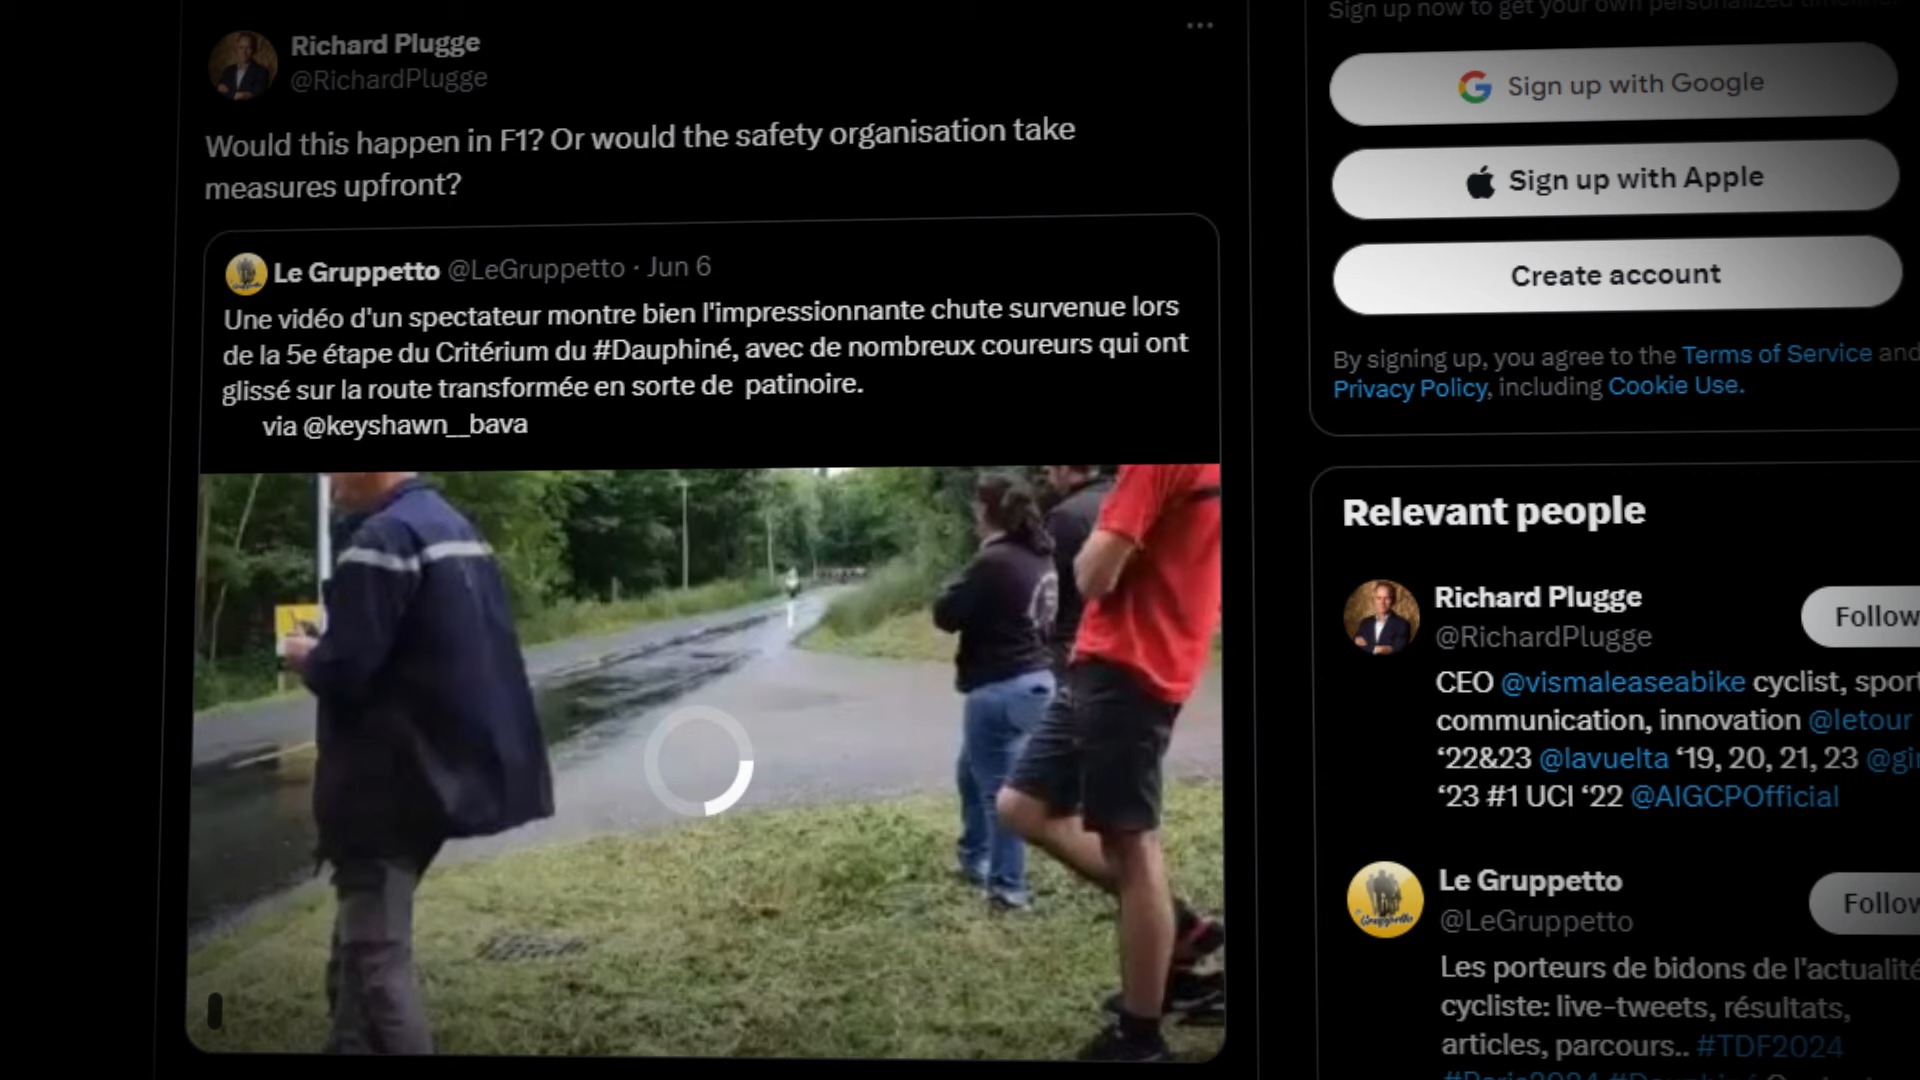 Richard Plugge
@RichardPlugge
Would this happen in F1? Or would the safety organisation take
measures upfront?
Le Gruppetto @LeGruppetto · Jun 6
Une vidéo d'un spectateur montre bien l'impressionnante chute survenue lors
de la 5e étape du Critérium du #Dauphiné, avec de nombreux coureurs qui ont
glissé sur la route transformée en sorte de patinoire.
via @keyshawn__bava
Sign up now to get your own personalized timeline.
Sign up with Google
Sign up with Apple
Create account
By signing up, you agree to the Terms of Service and
Privacy Policy, including Cookie Use.
Relevant people
Richard Plugge
@RichardPlugge
Follow
CEO @vismaleaseabike cyclist, sport
communication, innovation @letour
‘22&23 @lavuelta ‘19, 20, 21, 23
‘23 #1 UCI ‘22 @AIGCPOfficial
Le Gruppetto
@LeGruppetto
Follow
Les porteurs de bidons de l'actualité
cycliste: live-tweets, résultats,
articles, parcours.. #TDF2024
#Paris2024 #Dauphiné